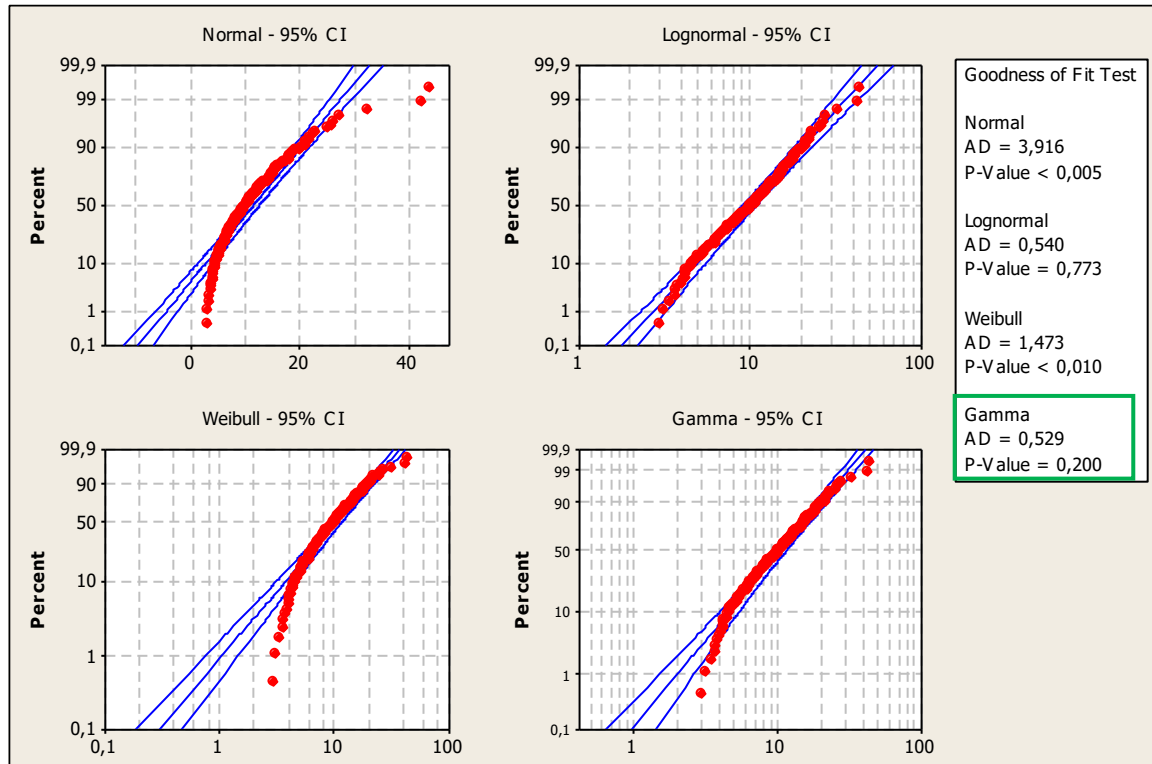 Normal - 95% CI
Lognormal - 95% CI
99,9
99
90
50
10
1
0,1
Percent
0
20
40
99,9
99
90
50
10
1
0,1
Percent
1
10
100
Goodness of Fit Test
Normal
AD = 3,916
P-Value < 0,005
Lognormal
AD = 0,540
P-Value = 0,773
Weibull
AD = 1,473
P-Value < 0,010
Gamma
AD = 0,529
P-Value = 0,200
Weibull - 95% CI
Gamma - 95% CI
99,9
90
50
10
1
0,1
Percent
0,1
1
10
100
99,9
99
90
50
10
1
0,1
Percent
1
10
100